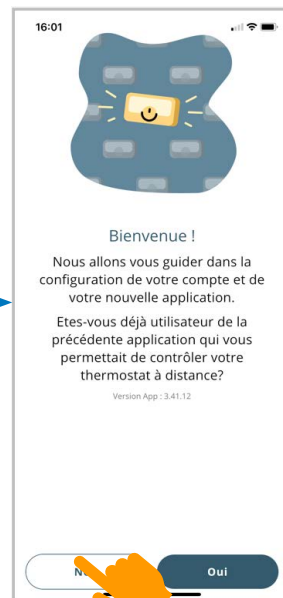 16:01
Bienvenue !
Nous allons vous guider dans la
configuration de votre compte et de
votre nouvelle application.
Etes-vous déjà utilisateur de la
précédente application qui vous
permettait de contrôler votre
thermostat à distance?
Version App : 3.41.12
Oui